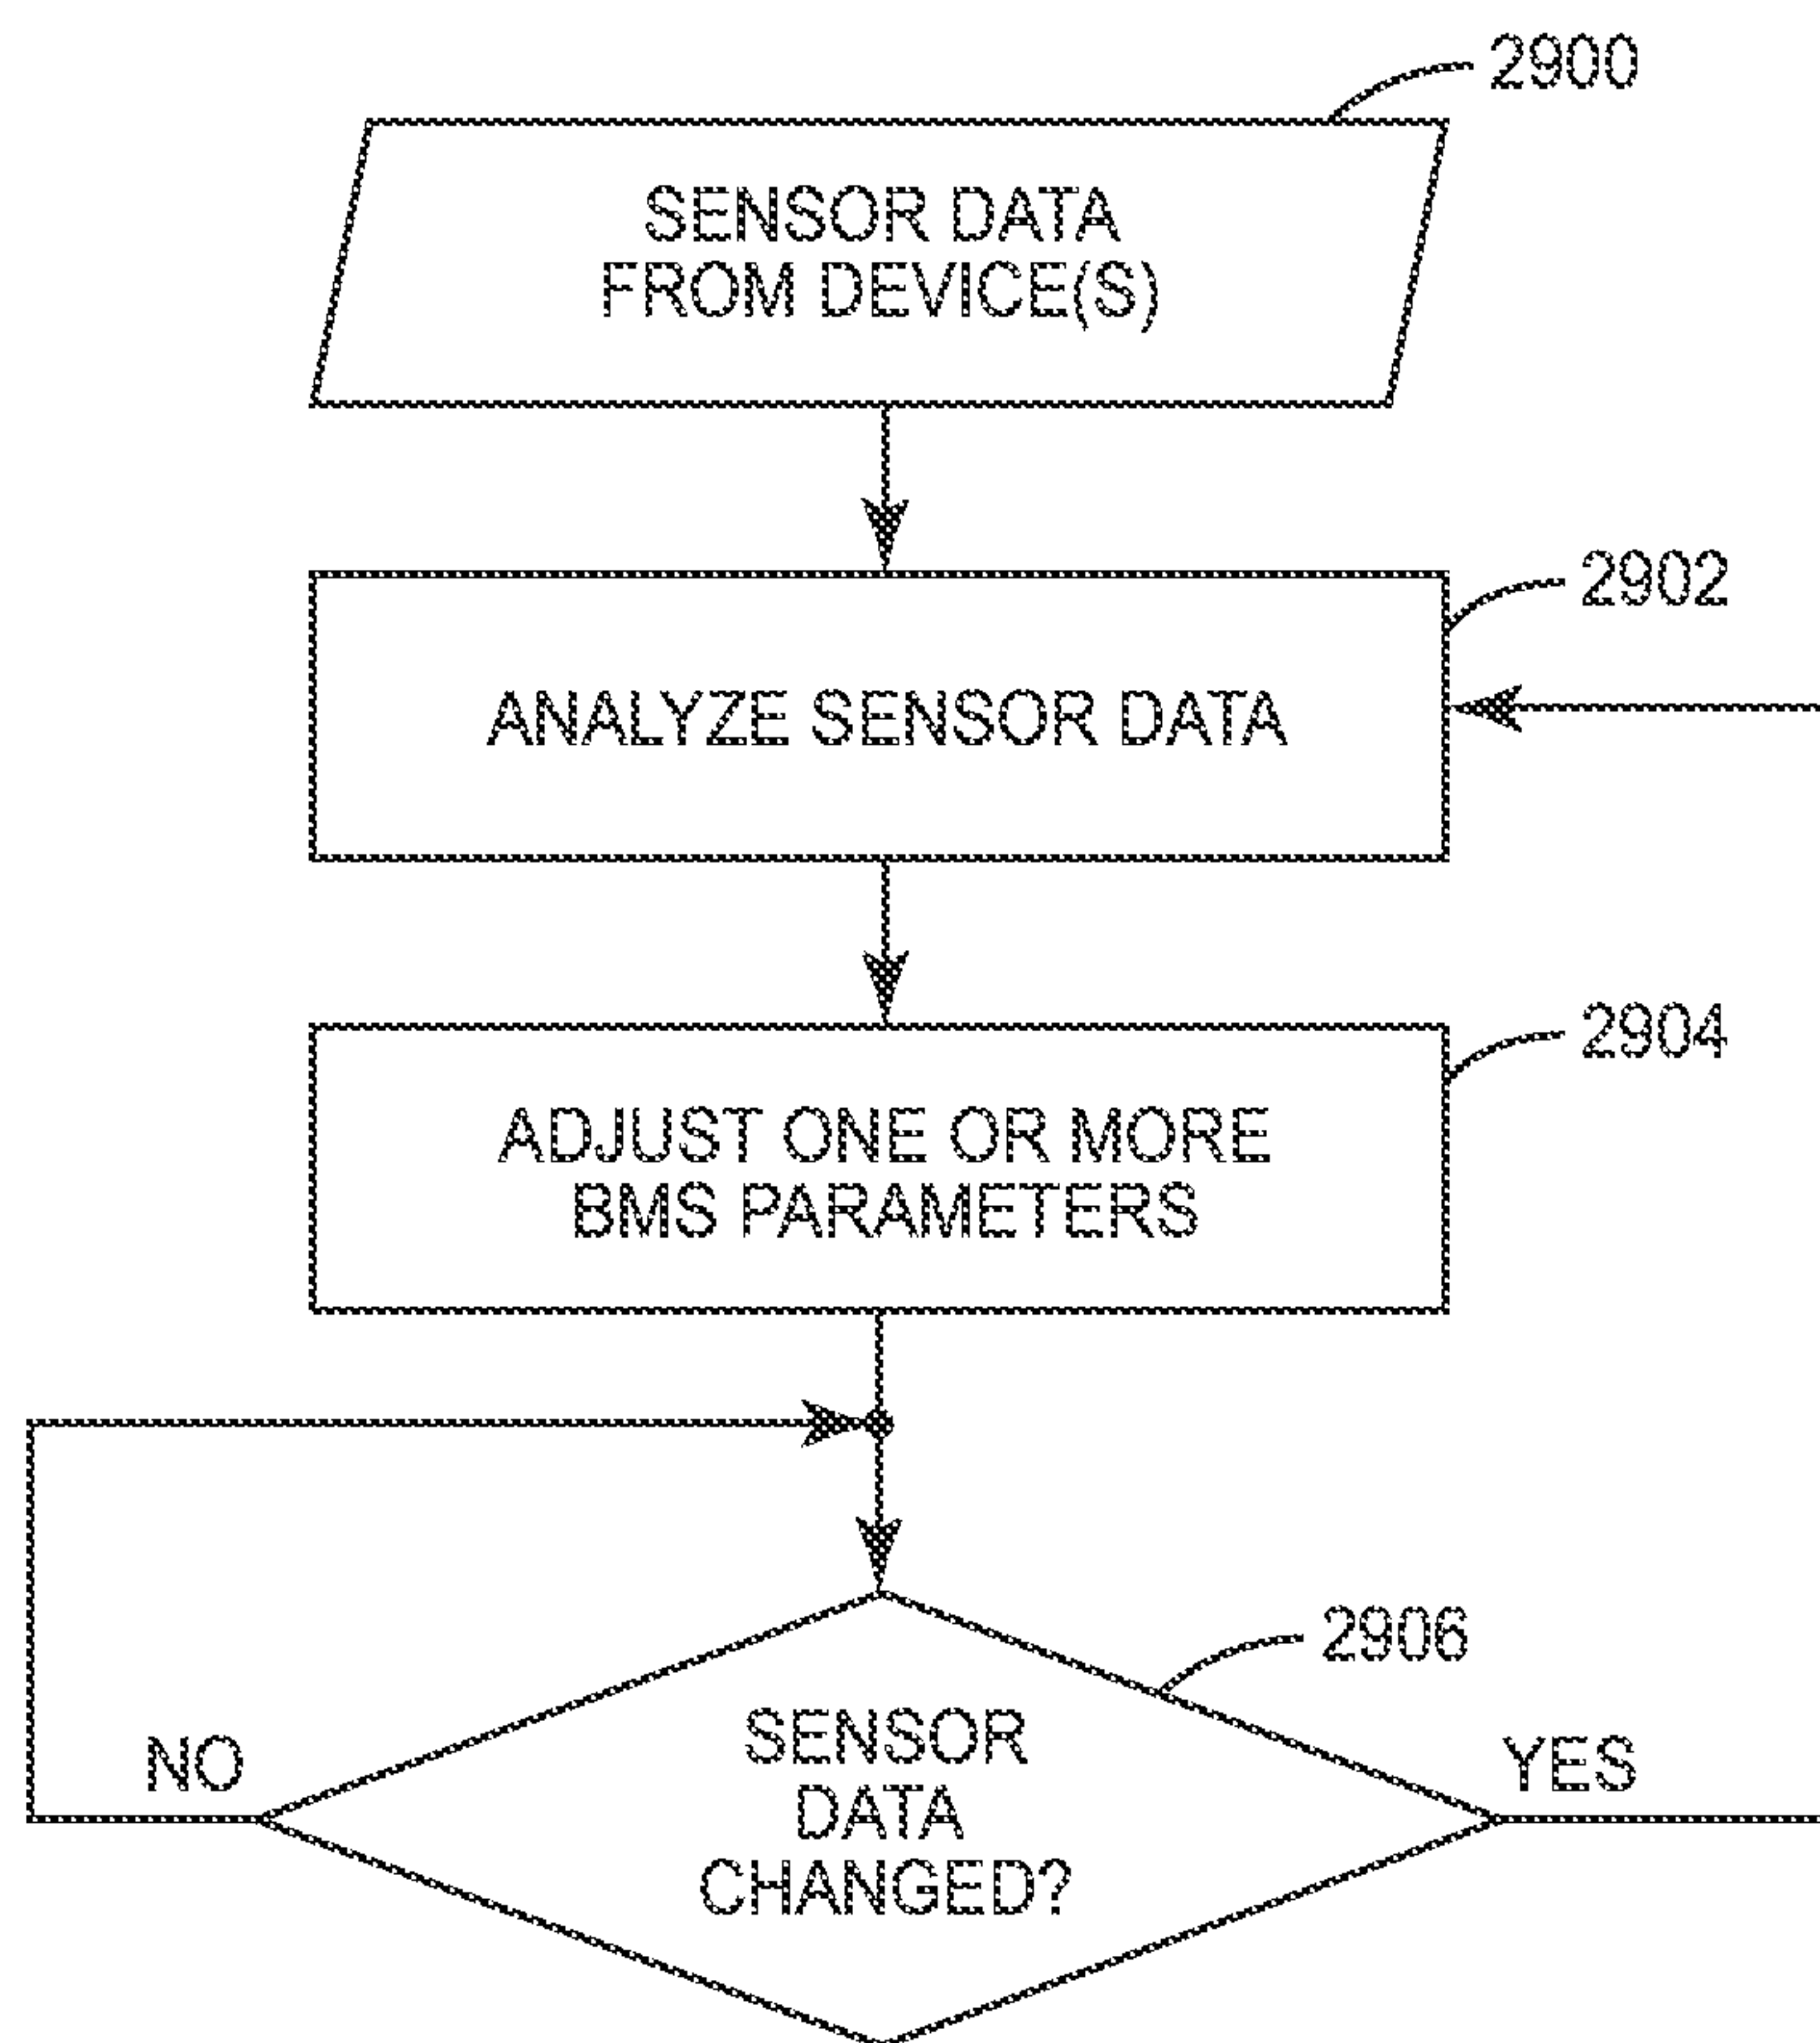 2900
SENSOR DATA
FROM DEVICE(S)
2902
ANALYZE SENSOR DATA
2904
ADJUST ONE OR MORE
BMS PARAMETERS
2906
NO
SENSOR
DATA
CHANGED?
YES